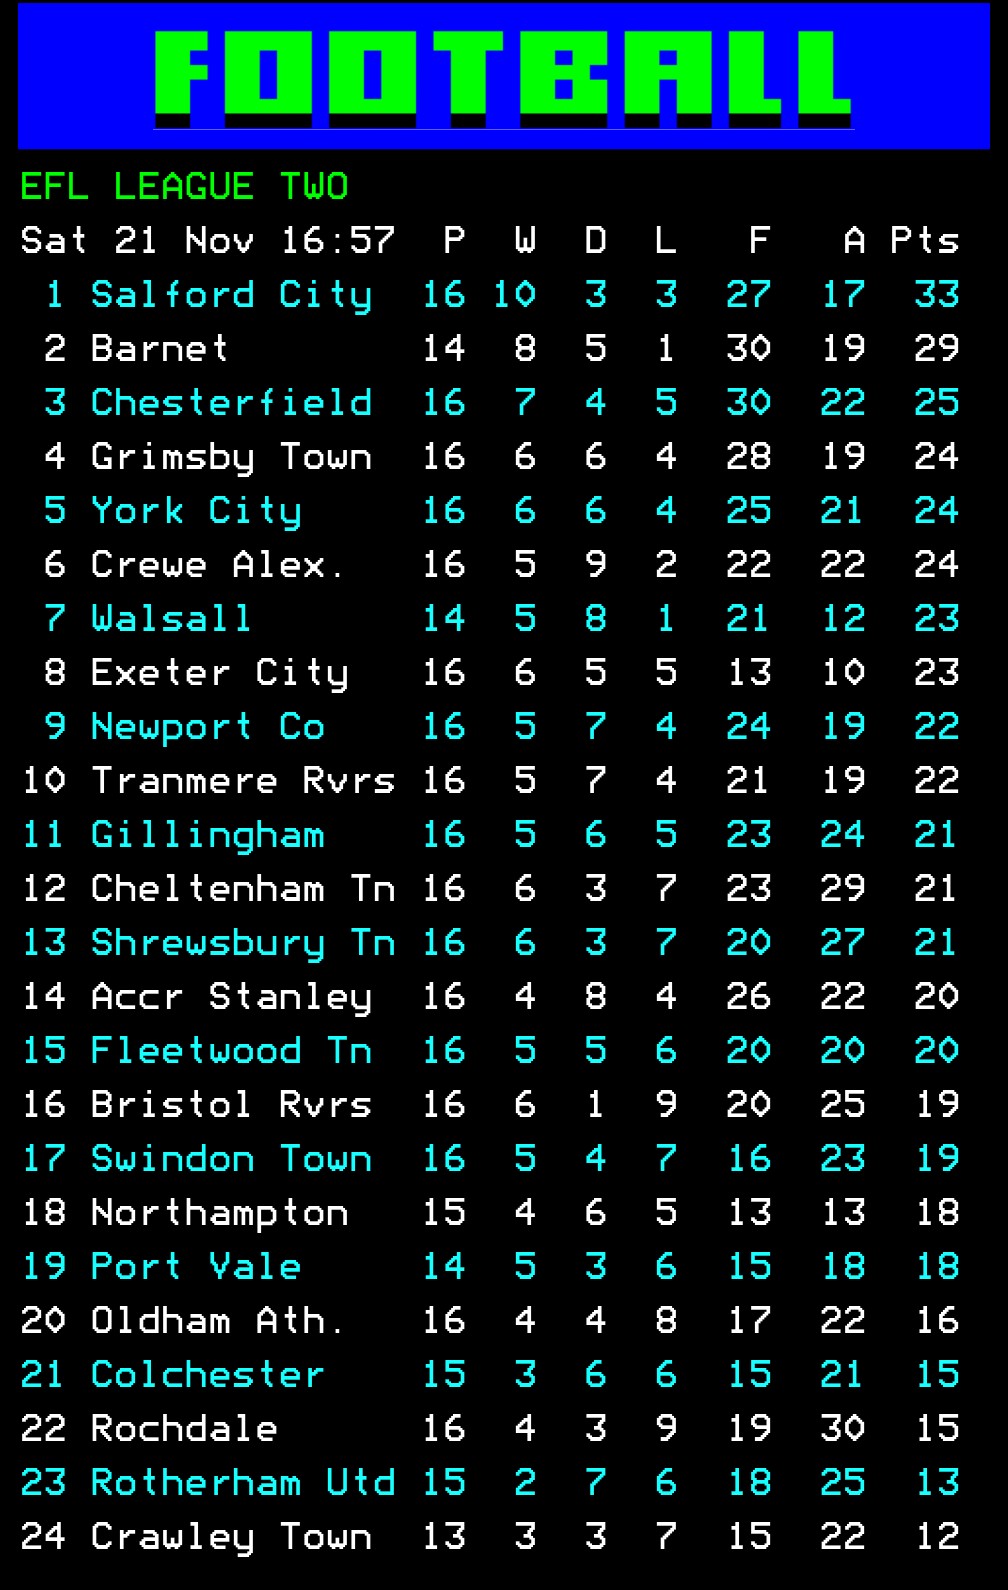 FOOTBALL
EFL LEAGUE TWO
Sat 21 Nov 16:57 P W D L F A Pts
1 Salford City 16 10 3 3 27 17 33
2 Barnet 14 8 5 1 30 19 29
3 Chesterfield 16 7 4 5 30 22 25
4 Grimsby Town 16 6 6 4 28 19 24
5 York City 16 6 6 4 25 21 24
6 Crewe Alex. 16 5 9 2 22 22 24
7 Walsall 14 5 8 1 21 12 23
8 Exeter City 16 6 5 5 13 10 23
9 Newport Co 16 5 7 4 24 19 22
10 Tranmere Rvrs 16 5 7 4 21 19 22
11 Gillingham 16 5 6 5 23 24 21
12 Cheltenham Tn 16 6 3 7 23 29 21
13 Shrewsbury Tn 16 6 3 7 20 27 21
14 Accr Stanley 16 4 8 4 26 22 20
15 Fleetwood Tn 16 5 5 6 20 20 20
16 Bristol Rvrs 16 6 1 9 20 25 19
17 Swindon Town 16 5 4 7 16 23 19
18 Northampton 15 4 6 5 13 13 18
19 Port Vale 14 5 3 6 15 18 18
20 Oldham Ath. 16 4 4 8 17 22 16
21 Colchester 15 3 6 6 15 21 15
22 Rochdale 16 4 3 9 19 30 15
23 Rotherham Utd 15 2 7 6 18 25 13
24 Crawley Town 13 3 3 7 15 22 12